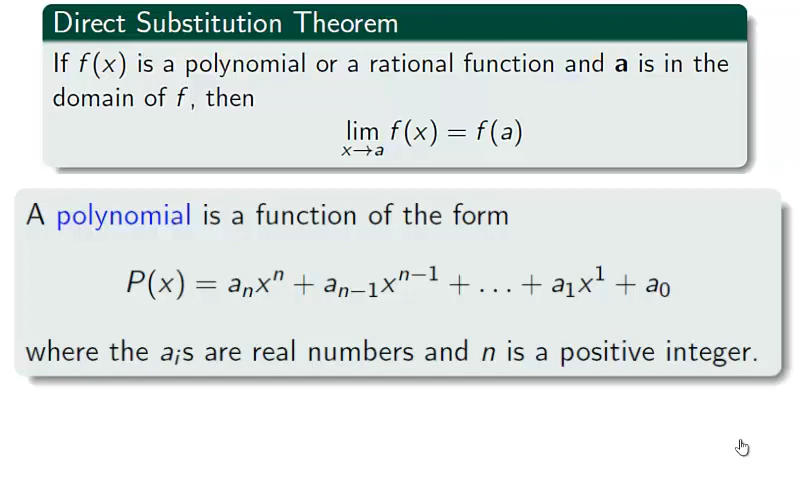 Direct Substitution Theorem
If f(x) is a polynomial or a rational function and a is in the
domain of f, then
lim f(x) = f(a)
x→a
A polynomial is a function of the form
P(x) = aₙxⁿ + aₙ₋₁xⁿ⁻¹ + . . . + a₁x¹ + a₀
where the aᵢs are real numbers and n is a positive integer.